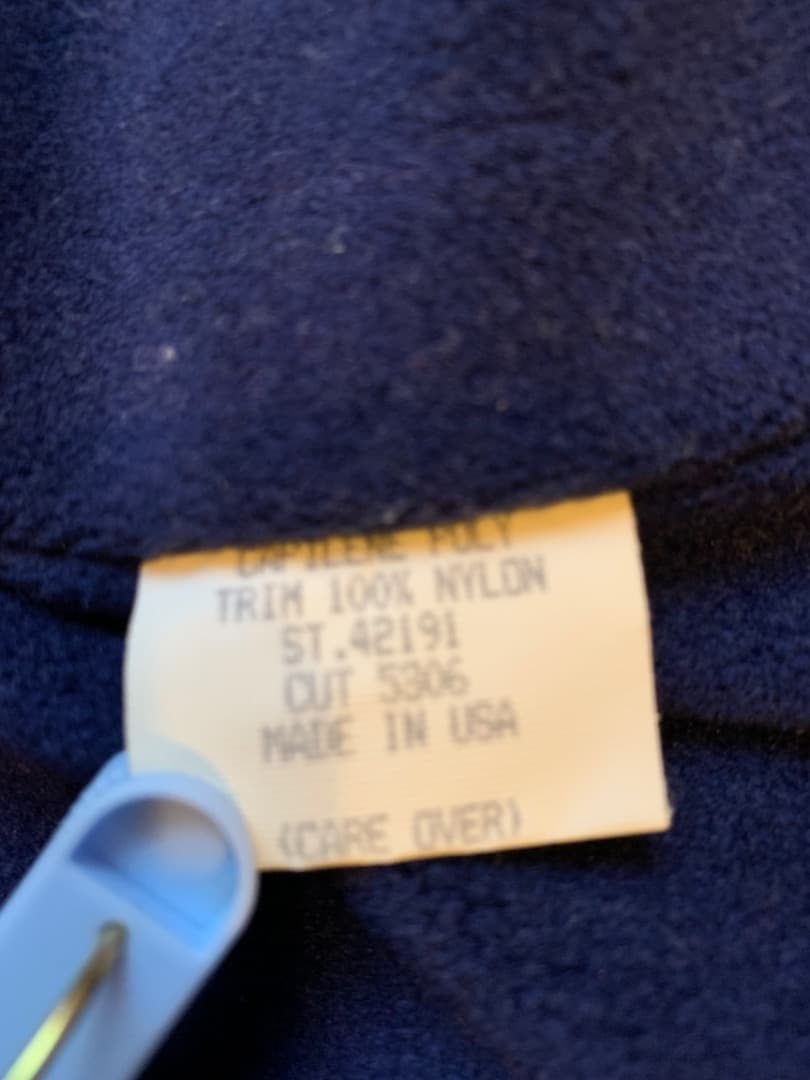 CAPILENE POLY
TRIM 100% NYLON
ST.42191
CUT 5306
MADE IN USA
(CARE OVER)